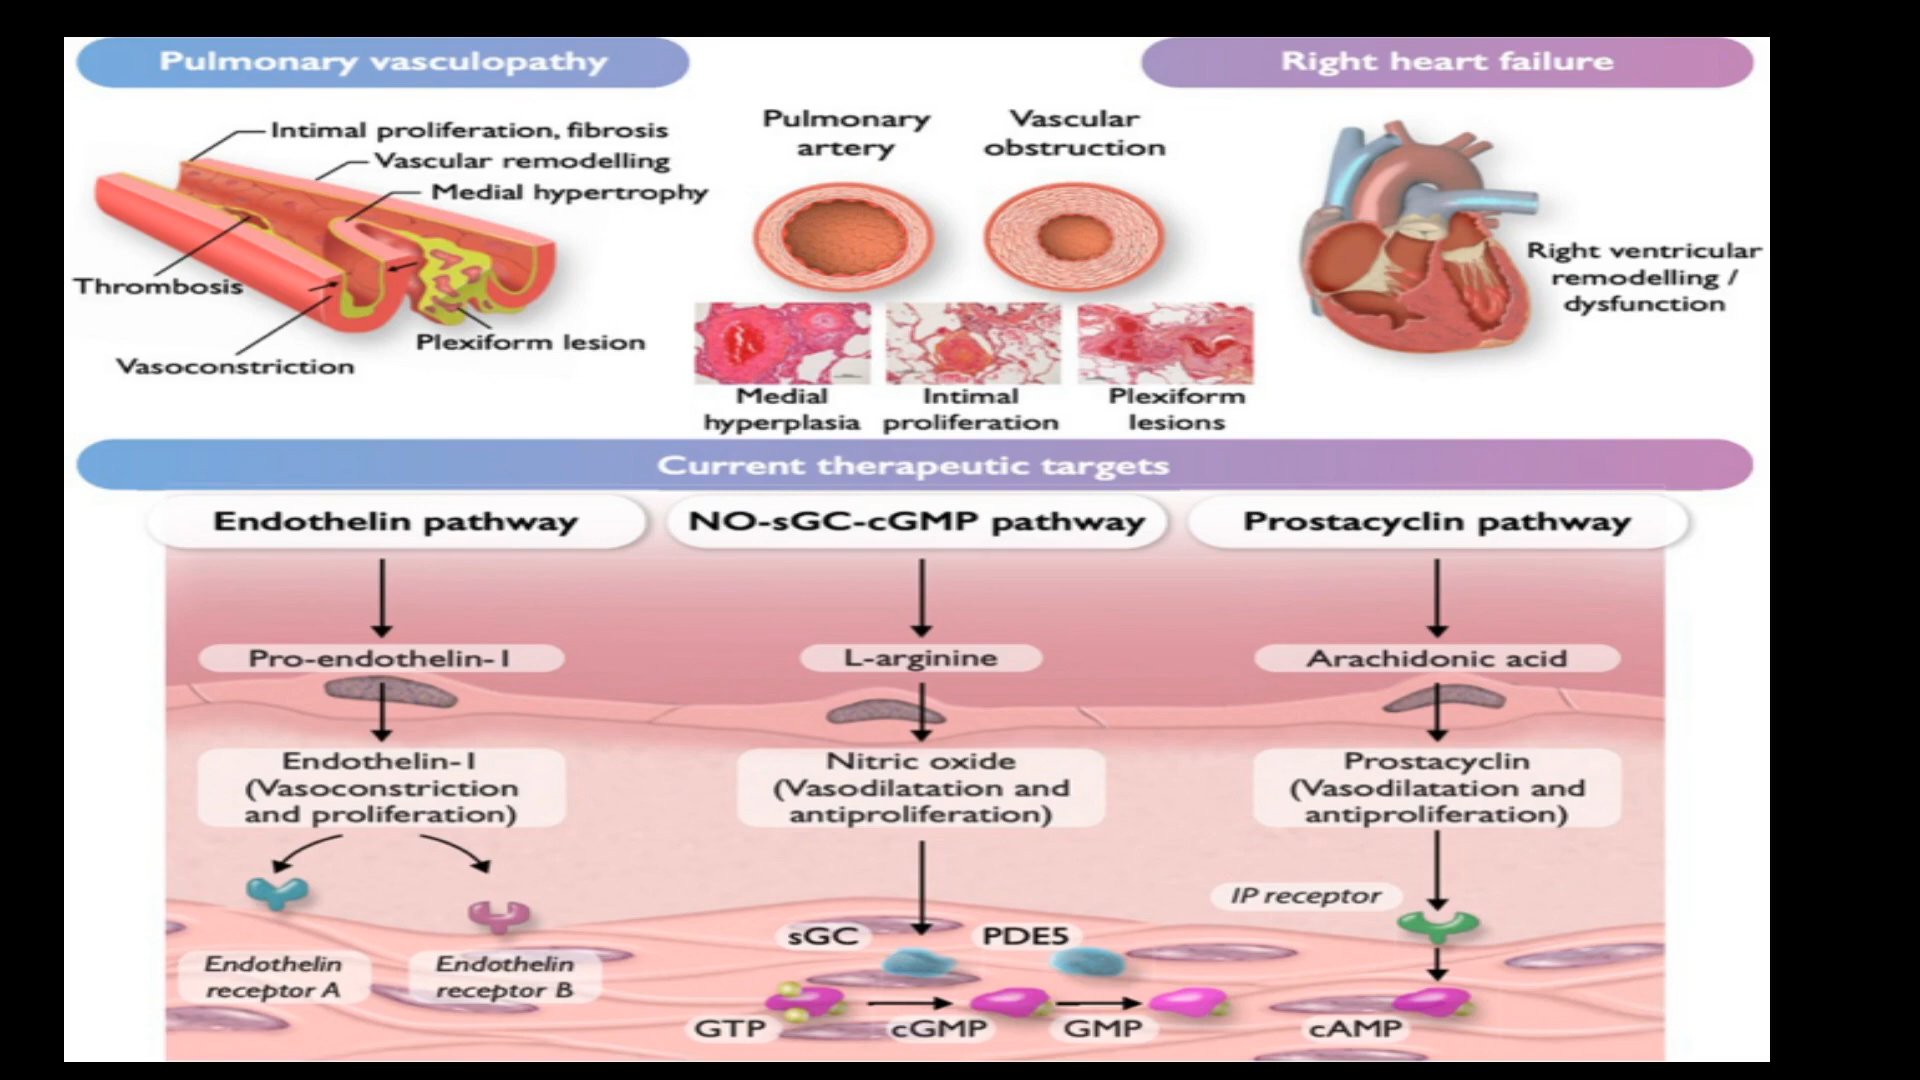 Pulmonary vasculopathy
Right heart failure
Intimal proliferation, fibrosis
Vascular remodelling
Medial hypertrophy
Thrombosis
Vasoconstriction
Plexiform lesion
Pulmonary
artery
Vascular
obstruction
Medial
hyperplasia
Intimal
proliferation
Plexiform
lesions
Right ventricular
remodelling /
dysfunction
Current therapeutic targets
Endothelin pathway
NO-sGC-cGMP pathway
Prostacyclin pathway
Pro-endothelin-1
L-arginine
Arachidonic acid
Endothelin-1
(Vasoconstriction
and proliferation)
Nitric oxide
(Vasodilatation and
antiproliferation)
Prostacyclin
(Vasodilatation and
antiproliferation)
IP receptor
sGC
PDE5
Endothelin
receptor A
Endothelin
receptor B
GTP
cGMP
GMP
cAMP